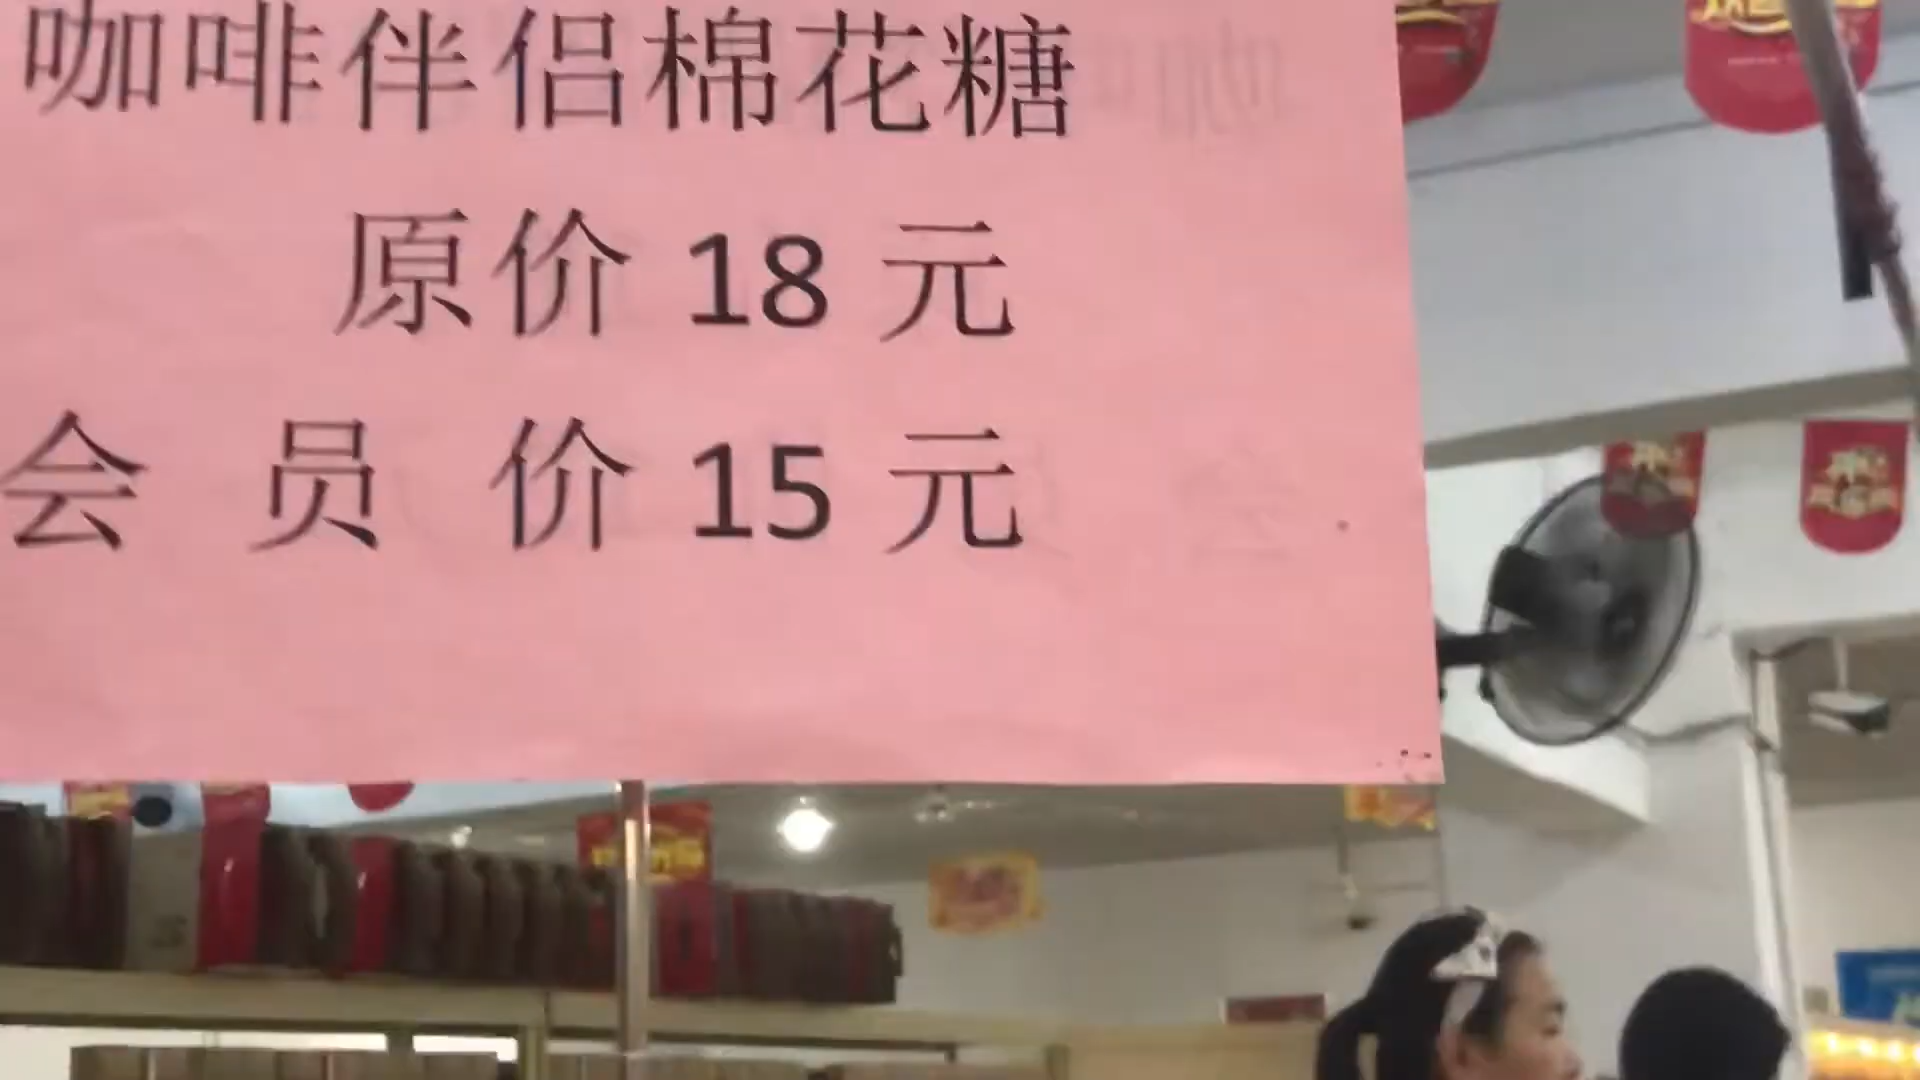 咖啡伴侣棉花糖
原价 18 元
会 员 价 15 元